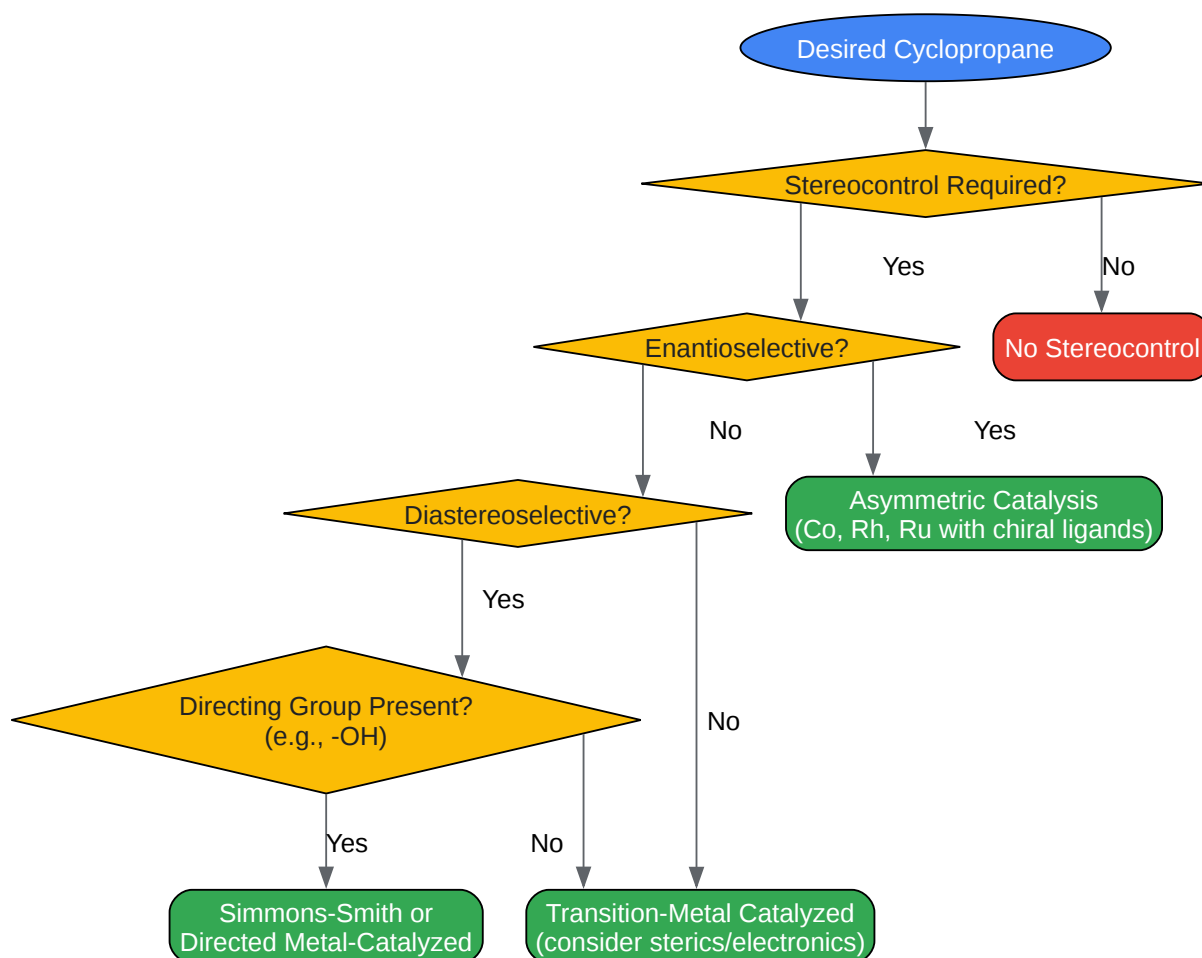 Desired Cyclopropane
Stereocontrol Required?
Yes
No
Enantioselective?
No Stereocontrol
No
Yes
Diastereoselective?
Asymmetric Catalysis
(Co, Rh, Ru with chiral ligands)
Yes
Directing Group Present?
(e.g., -OH)
No
Yes
No
Simmons-Smith or
Directed Metal-Catalyzed
Transition-Metal Catalyzed
(consider sterics/electronics)